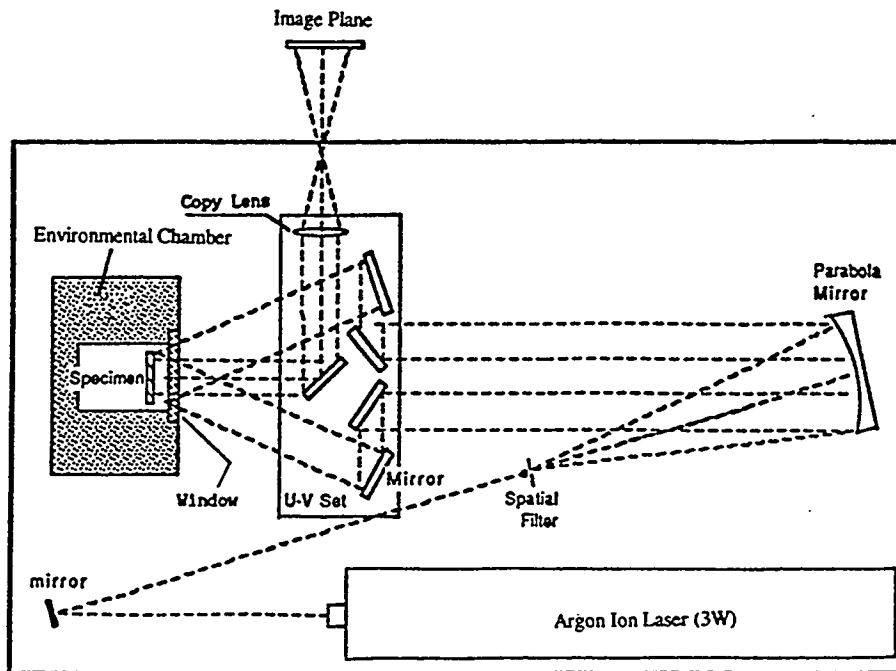 Image Plane
Copy Lens
Environmental Chamber
Parabola
Mirror
Specimen
Window
U-V Set
Mirror
Spatial
Filter
mirror
Argon Ion Laser (3W)